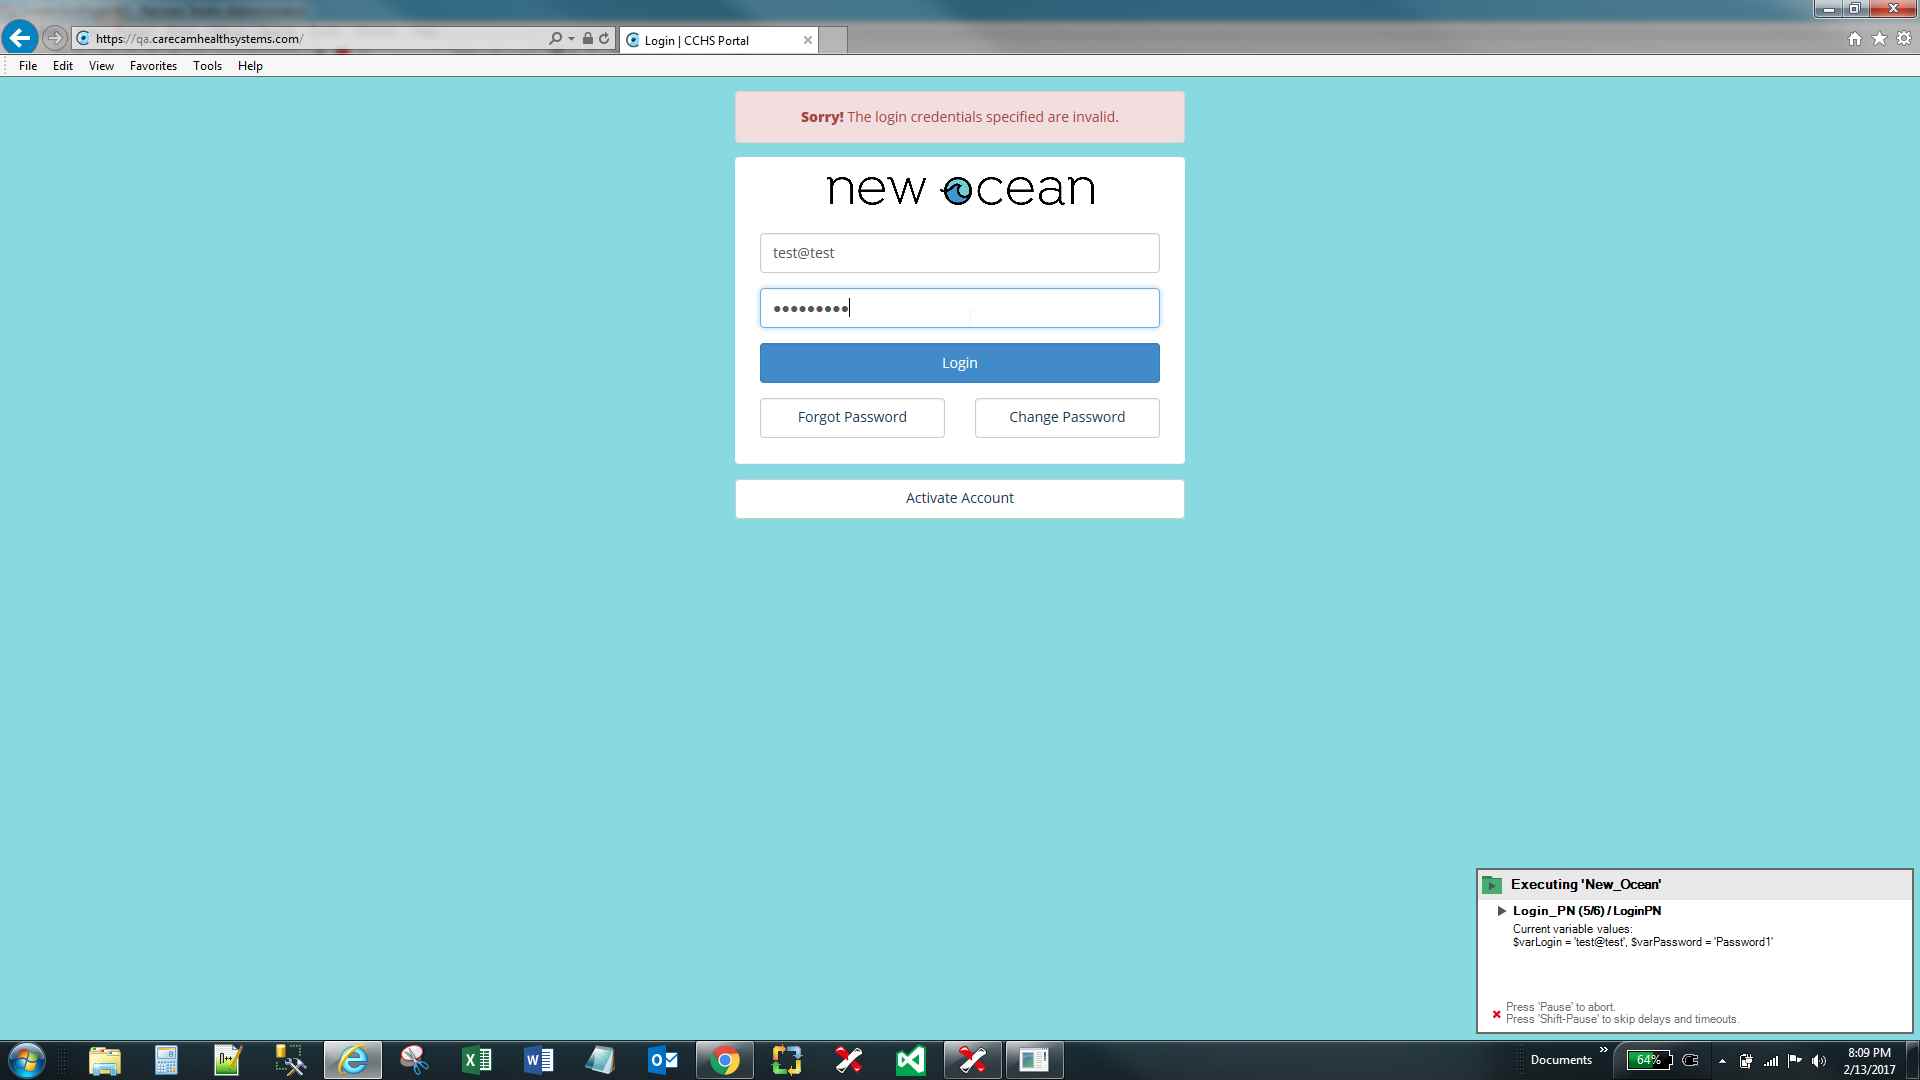 https://qa.carecamhealthsystems.com/
Login | CCHS Portal
File Edit View Favorites Tools Help
Sorry! The login credentials specified are invalid.
new ocean
test@test
•••••••••
Login
Forgot Password Change Password
Activate Account
Executing 'New_Ocean'
Login_PN (5/6) / LoginPN
Current variable values:
$varLogin = 'test@test', $varPassword = 'Password1'
Press 'Pause' to abort.
Press 'Shift-Pause' to skip delays and timeouts.
Documents » 64% 8:09 PM
2/13/2017